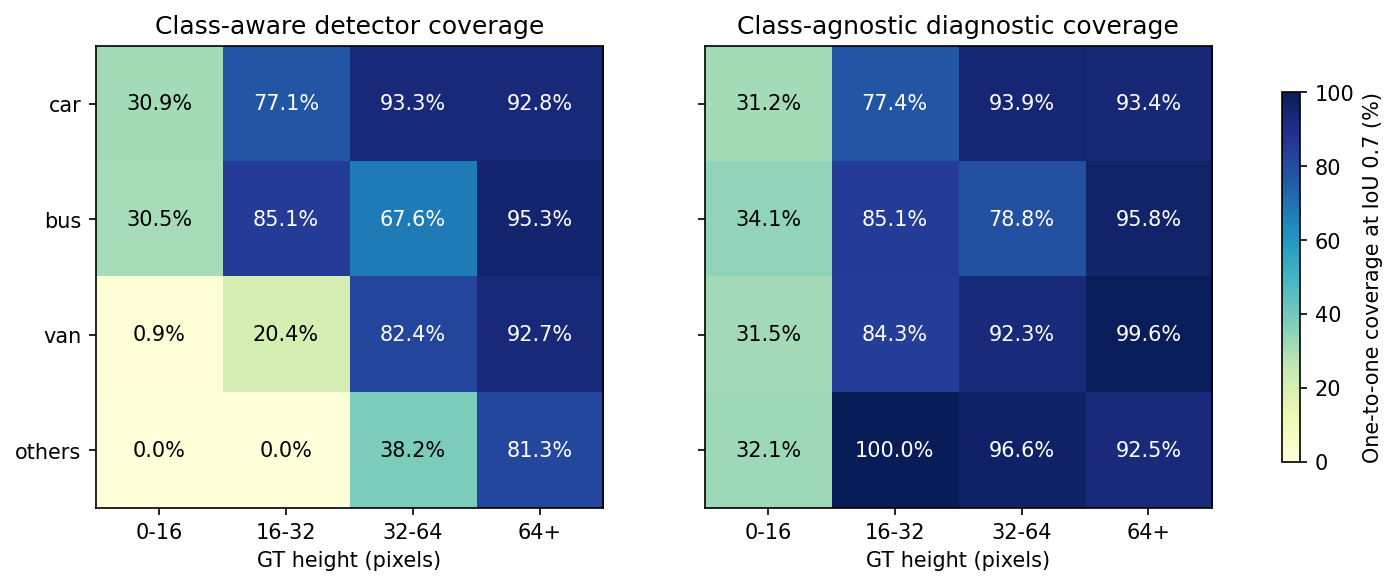 Class-aware detector coverage
Class-agnostic diagnostic coverage
car 30.9% 77.1% 93.3% 92.8% 31.2% 77.4% 93.9% 93.4%
bus 30.5% 85.1% 67.6% 95.3% 34.1% 85.1% 78.8% 95.8%
van 0.9% 20.4% 82.4% 92.7% 31.5% 84.3% 92.3% 99.6%
others 0.0% 0.0% 38.2% 81.3% 32.1% 100.0% 96.6% 92.5%
0-16 16-32 32-64 64+ 0-16 16-32 32-64 64+
GT height (pixels)
GT height (pixels)
100
80
60
40
20
0
One-to-one coverage at IoU 0.7 (%)